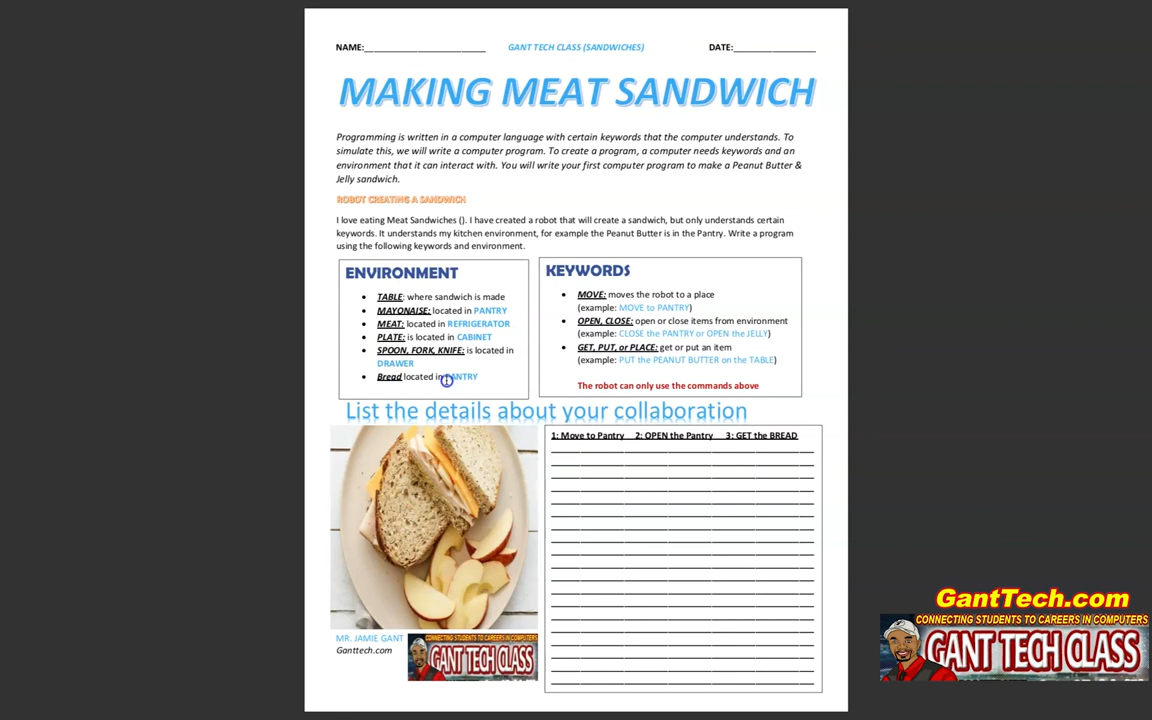 NAME:__________________________ GANT TECH CLASS (SANDWICHES) DATE:________________
MAKING MEAT SANDWICH
Programming is written in a computer language with certain keywords that the computer understands. To
simulate this, we will write a computer program. To create a program, a computer needs keywords and an
environment that it can interact with. You will write your first computer program to make a Peanut Butter &
Jelly sandwich.
ROBOT CREATING A SANDWICH
I love eating Meat Sandwiches (). I have created a robot that will create a sandwich, but only understands certain
keywords. It understands my kitchen environment, for example the Peanut Butter is in the Pantry. Write a program
using the following keywords and environment.
ENVIRONMENT
• TABLE: where sandwich is made
• MAYONAISE: located in PANTRY
• MEAT: located in REFRIGERATOR
• PLATE: is located in CABINET
• SPOON, FORK, KNIFE: is located in
DRAWER
• Bread located in PANTRY
KEYWORDS
• MOVE: moves the robot to a place
(example: MOVE to PANTRY)
• OPEN, CLOSE: open or close items from environment
(example: CLOSE the PANTRY or OPEN the JELLY)
• GET, PUT, or PLACE: get or put an item
(example: PUT the PEANUT BUTTER on the TABLE)
The robot can only use the commands above
List the details about your collaboration
1: Move to Pantry 2: OPEN the Pantry 3: GET the BREAD
MR. JAMIE GANT
Ganttech.com
CONNECTING STUDENTS TO CAREERS IN COMPUTERS
GANT TECH CLASS
GantTech.com
CONNECTING STUDENTS TO CAREERS IN COMPUTERS
GANT TECH CLASS